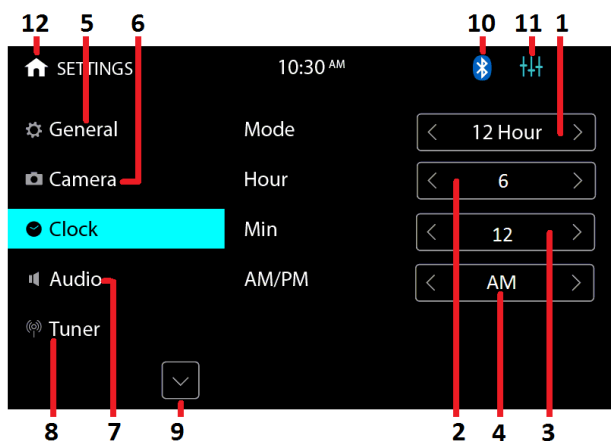 12 5 6 10 11 1
SETTINGS 10:30 AM
General Mode 12 Hour
Camera Hour 6
Clock Min 12
Audio AM/PM AM
Tuner
8 7 9 2 4 3